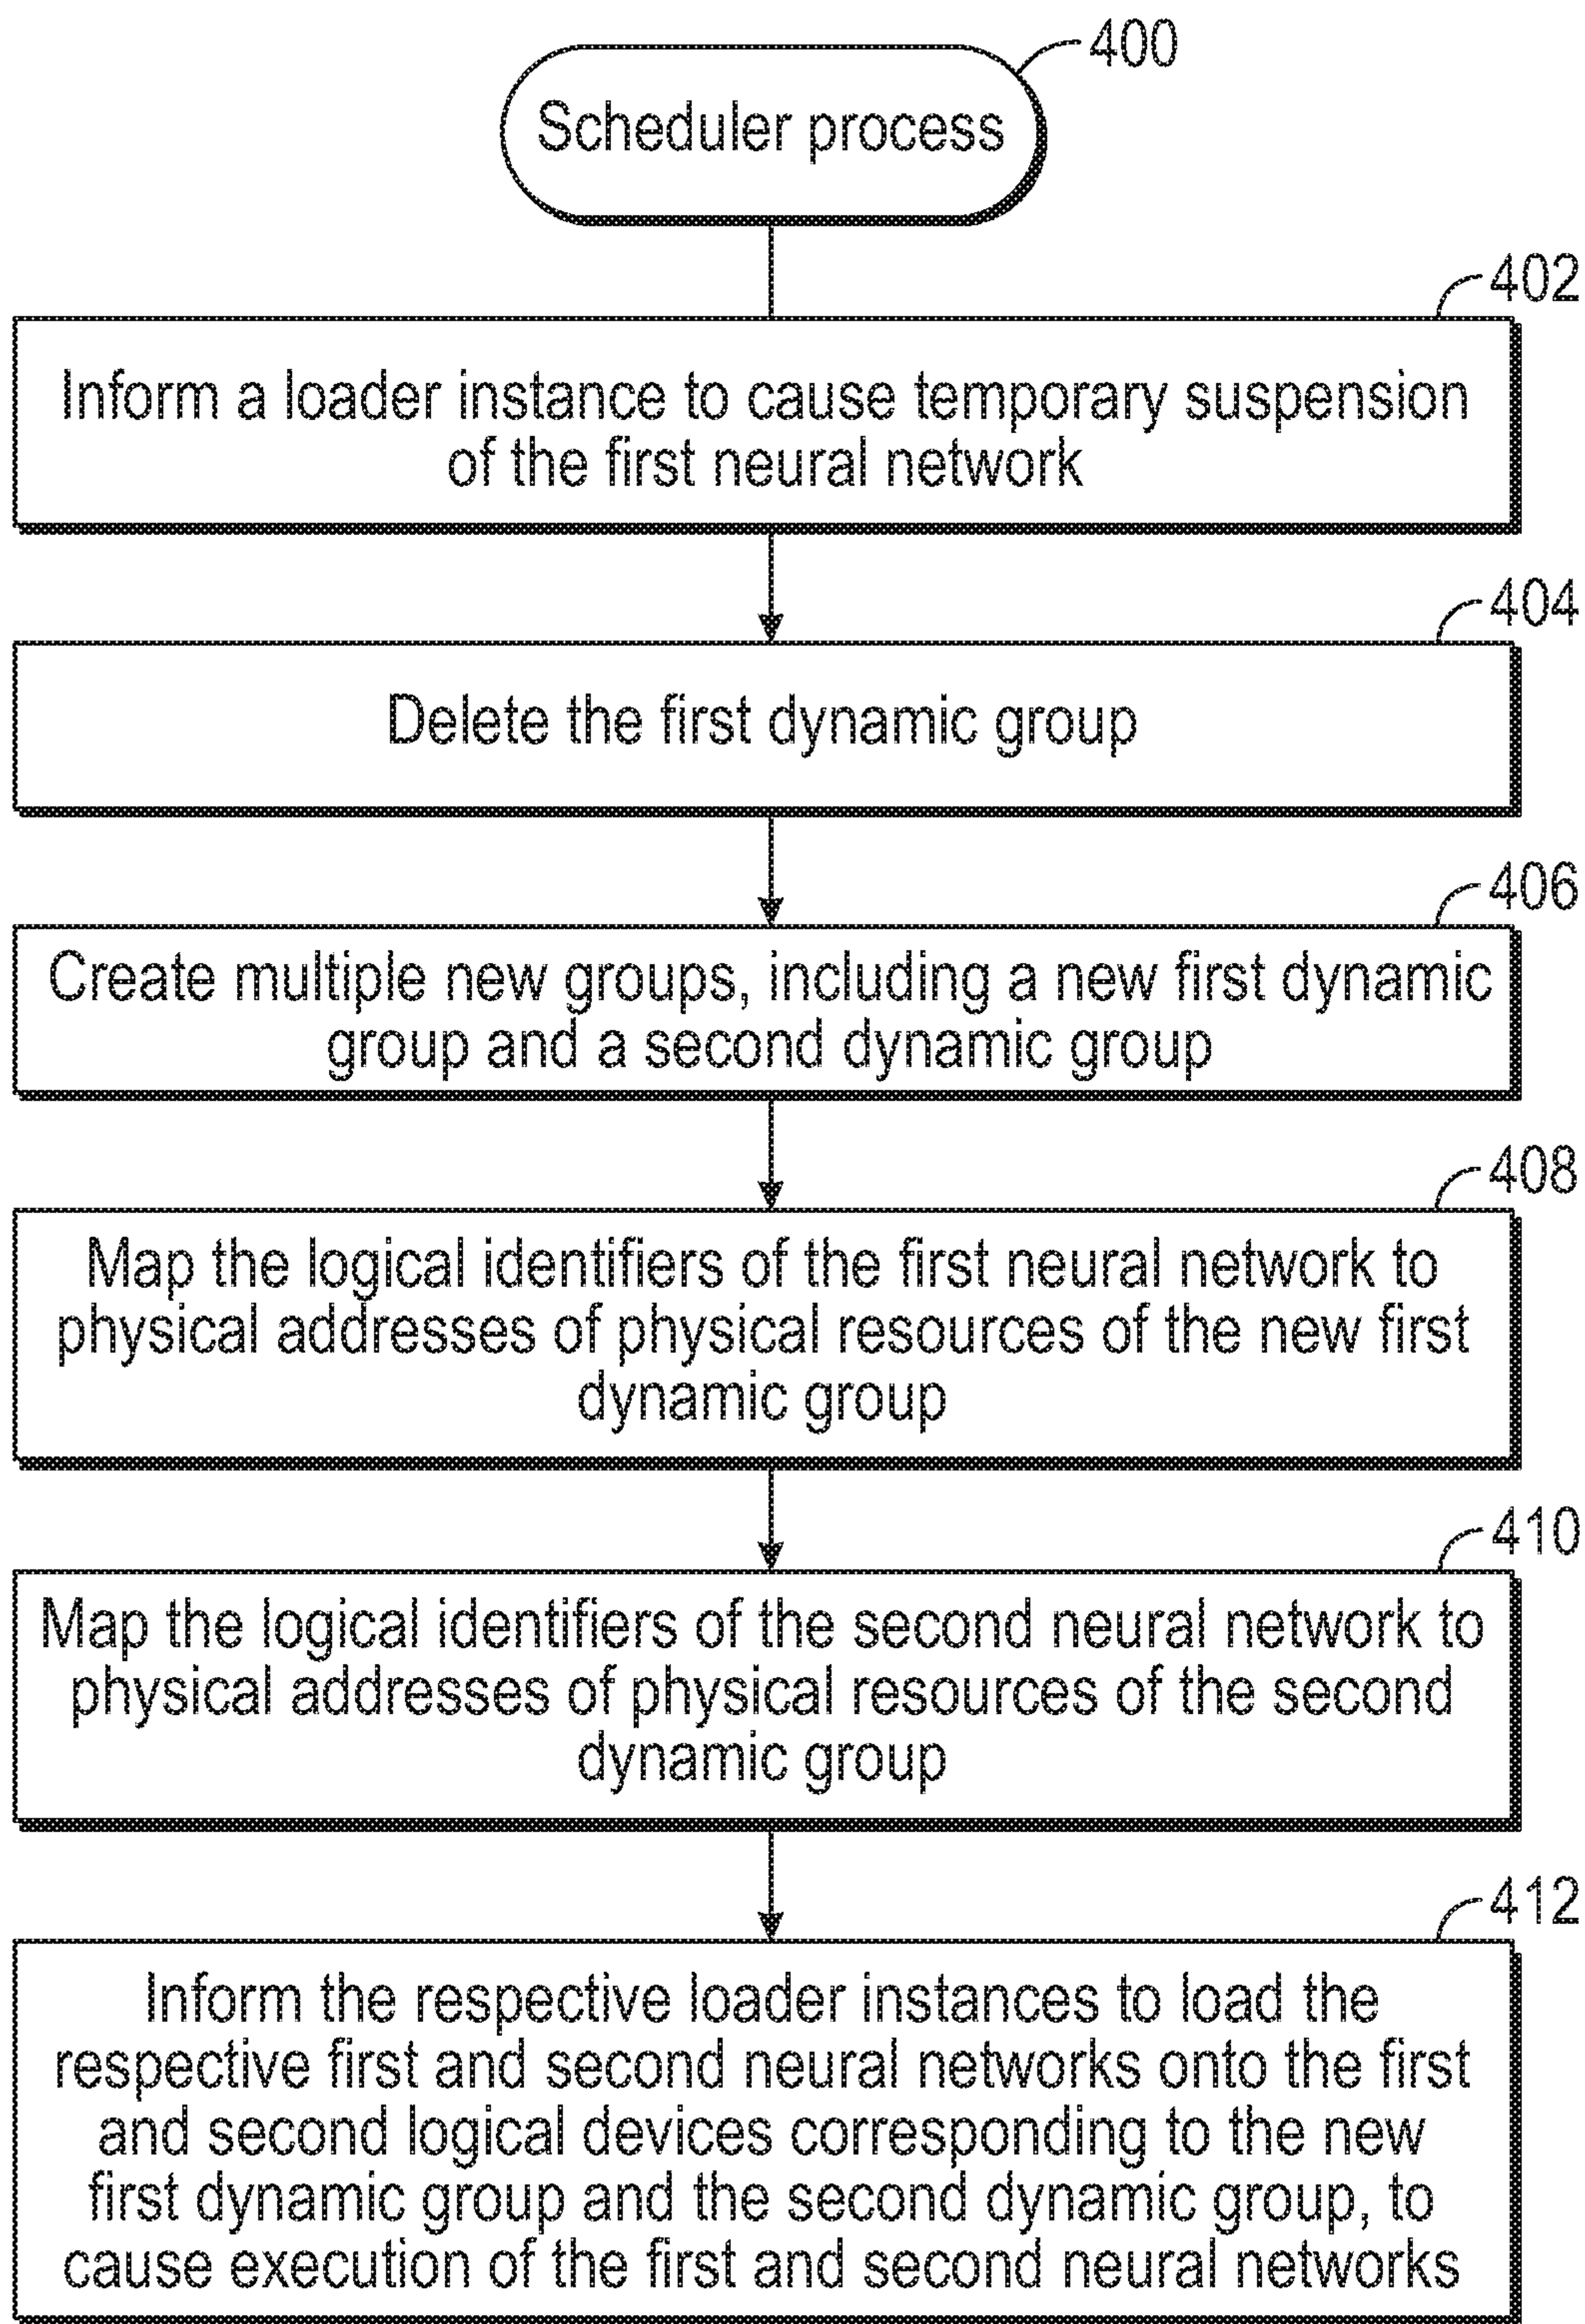 400
Scheduler process
402
Inform a loader instance to cause temporary suspension
of the first neural network
404
Delete the first dynamic group
406
Create multiple new groups, including a new first dynamic
group and a second dynamic group
408
Map the logical identifiers of the first neural network to
physical addresses of physical resources of the new first
dynamic group
410
Map the logical identifiers of the second neural network to
physical addresses of physical resources of the second
dynamic group
412
Inform the respective loader instances to load the
respective first and second neural networks onto the first
and second logical devices corresponding to the new
first dynamic group and the second dynamic group, to
cause execution of the first and second neural networks